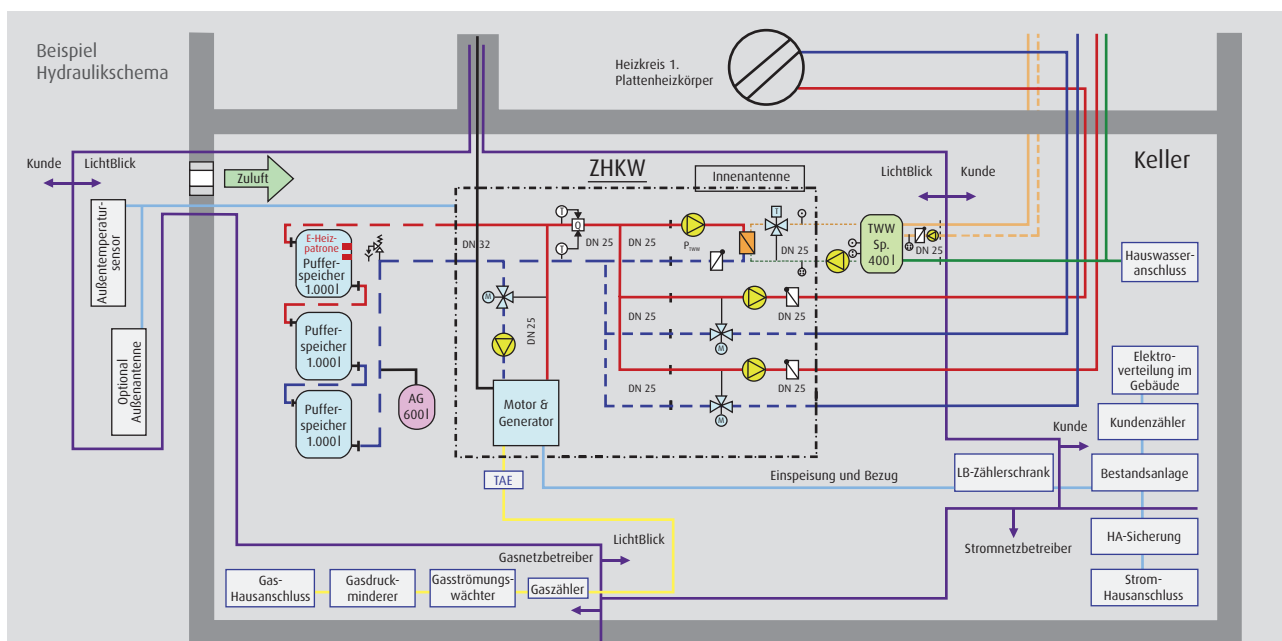 Beispiel
Hydraulikschema
Heizkreis 1.
Plattenheizkörper
Kunde
LichtBlick
Zuluft
ZHKW
Innenantenne
LichtBlick
Kunde
Keller
Außentemperatur-
sensor
Optional
Außenantenne
E-Heiz-
patrone
Puffer-
speicher
1.000 l
Puffer-
speicher
1.000 l
Puffer-
speicher
1.000 l
AG
600 l
DN 32
T
T
Q
DN 25
DN 25
P TWW
T
DN 25
TWW
Sp.
400 l
DN 25
Hauswasser-
anschluss
M
DN 25
DN 25
DN 25
M
DN 25
DN 25
M
Motor &
Generator
TAE
Einspeisung und Bezug
LB-Zählerschrank
Kunde
Elektro-
verteilung im
Gebäude
Kundenzähler
Bestandsanlage
HA-Sicherung
Strom-
Hausanschluss
Stromnetzbetreiber
Gasnetzbetreiber
LichtBlick
Gas-
Hausanschluss
Gasdruck-
minderer
Gasströmungs-
wächter
Gaszähler